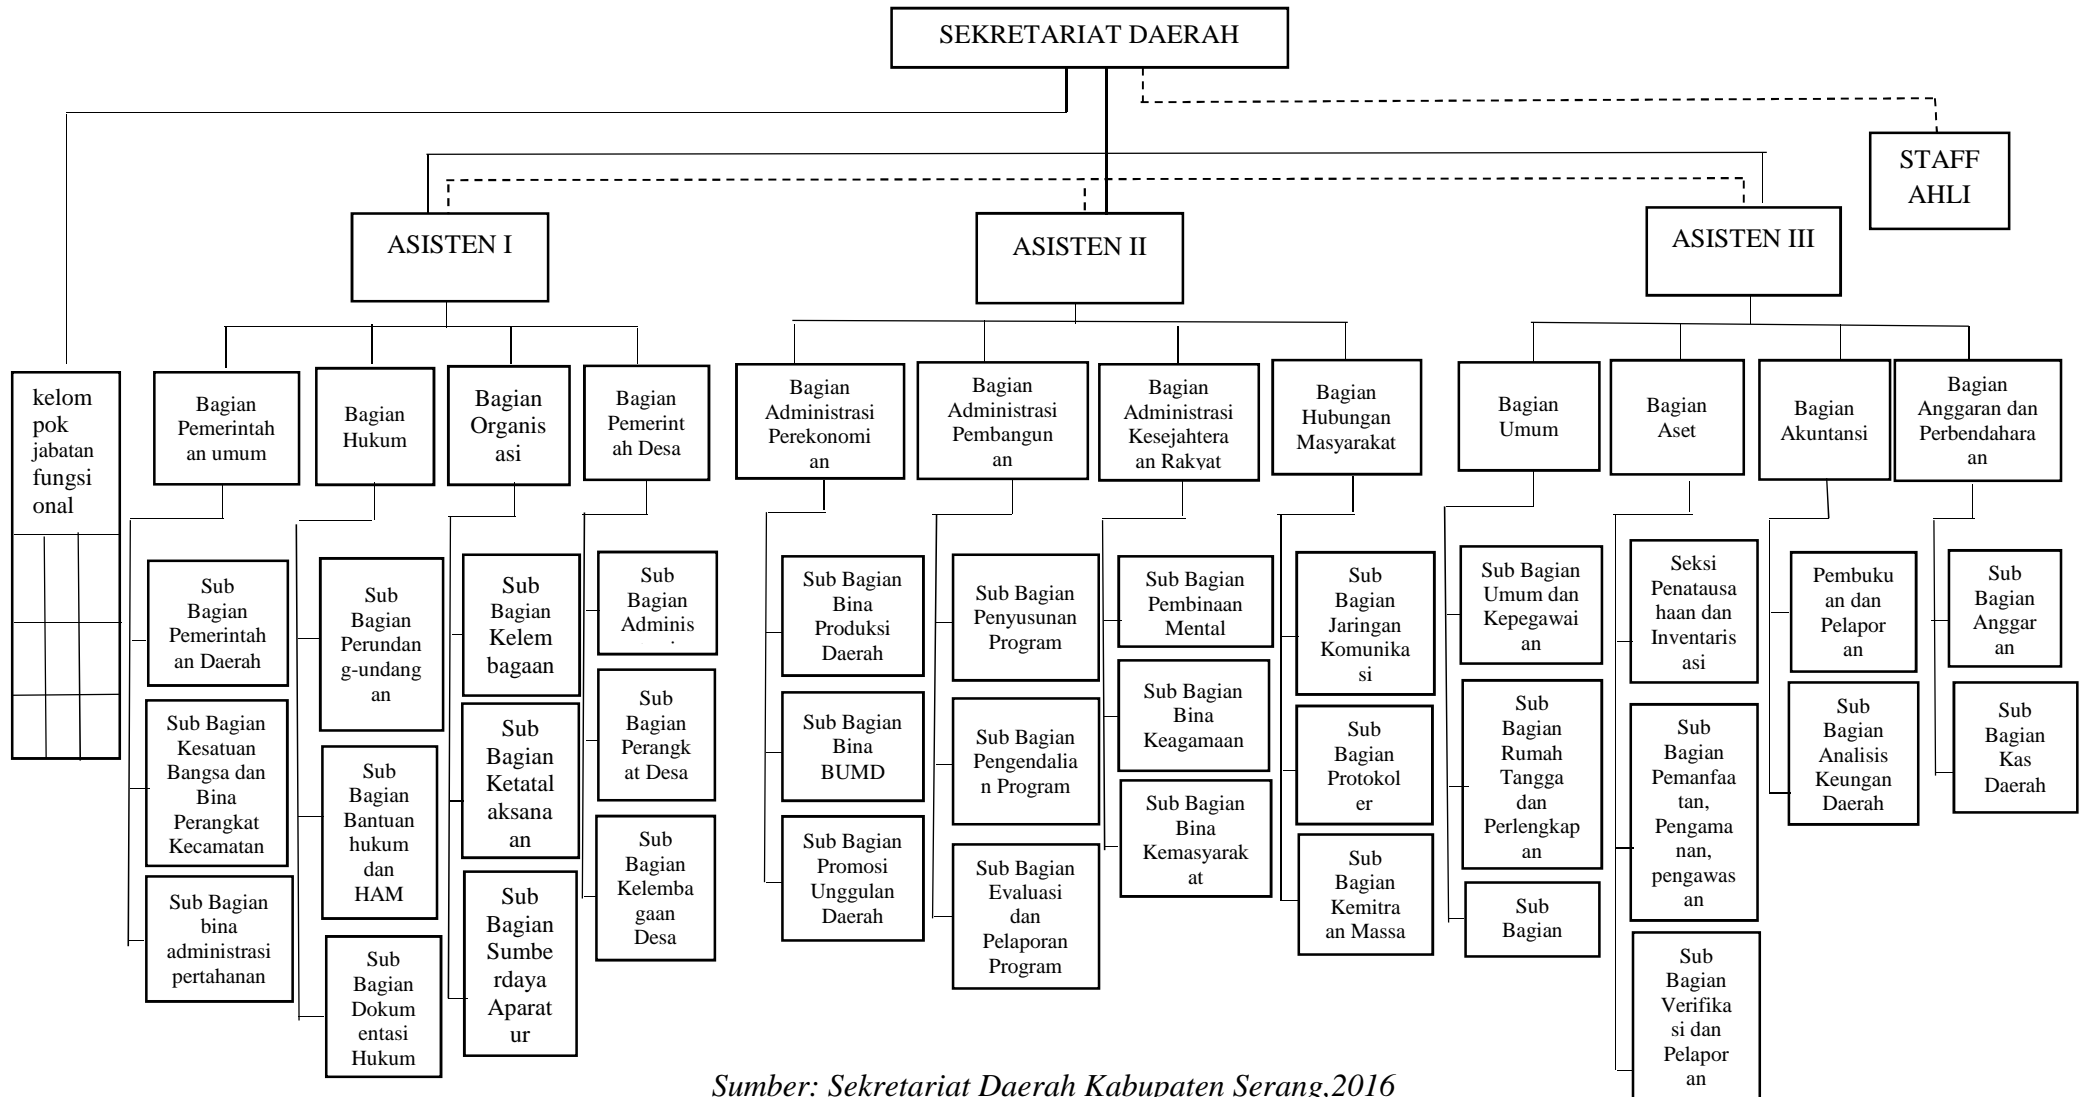 SEKRETARIAT DAERAH
STAFF
AHLI
ASISTEN I
ASISTEN II
ASISTEN III
kelom
pok
jabatan
fungsi
onal
Bagian
Pemerintah
an umum
Bagian
Hukum
Bagian
Organis
asi
Bagian
Pemerint
ah Desa
Bagian
Administrasi
Perekonomi
an
Bagian
Administrasi
Pembangun
an
Bagian
Administrasi
Kesejahtera
an Rakyat
Bagian
Hubungan
Masyarakat
Bagian
Umum
Bagian
Aset
Bagian
Akuntansi
Bagian
Anggaran dan
Perbendahara
an
Sub
Bagian
Pemerintah
an Daerah
Sub Bagian
Kesatuan
Bangsa dan
Bina
Perangkat
Kecamatan
Sub Bagian
bina
administrasi
pertahanan
Sub
Bagian
Perundan
g-undang
an
Sub
Bagian
Bantuan
hukum
dan
HAM
Sub
Bagian
Dokum
entasi
Hukum
Sub
Bagian
Kelem
bagaan
Sub
Bagian
Ketatal
aksana
an
Sub
Bagian
Sumbe
rdaya
Aparat
ur
Sub
Bagian
Adminis
Sub
Bagian
Perangk
at Desa
Sub
Bagian
Kelemba
gaan
Desa
Sub Bagian
Bina
Produksi
Daerah
Sub Bagian
Bina
BUMD
Sub Bagian
Promosi
Unggulan
Daerah
Sub Bagian
Penyusunan
Program
Sub Bagian
Pengendalia
n Program
Sub Bagian
Evaluasi
dan
Pelaporan
Program
Sub Bagian
Pembinaan
Mental
Sub Bagian
Bina
Keagamaan
Sub Bagian
Bina
Kemasyarak
at
Sub
Bagian
Jaringan
Komunika
si
Sub
Bagian
Protokol
er
Sub
Bagian
Kemitra
an Massa
Sub Bagian
Umum dan
Kepegawai
an
Sub
Bagian
Rumah
Tangga
dan
Perlengkap
an
Sub
Bagian
Seksi
Penatausa
haan dan
Inventaris
asi
Sub
Bagian
Pemanfaa
tan,
Pengama
nan,
pengawas
an
Sub
Bagian
Verifika
si dan
Pelapor
an
Pembuku
an dan
Pelapor
an
Sub
Bagian
Analisis
Keungan
Daerah
Sub
Bagian
Anggar
an
Sub
Bagian
Kas
Daerah
Sumber: Sekretariat Daerah Kabupaten Serang,2016